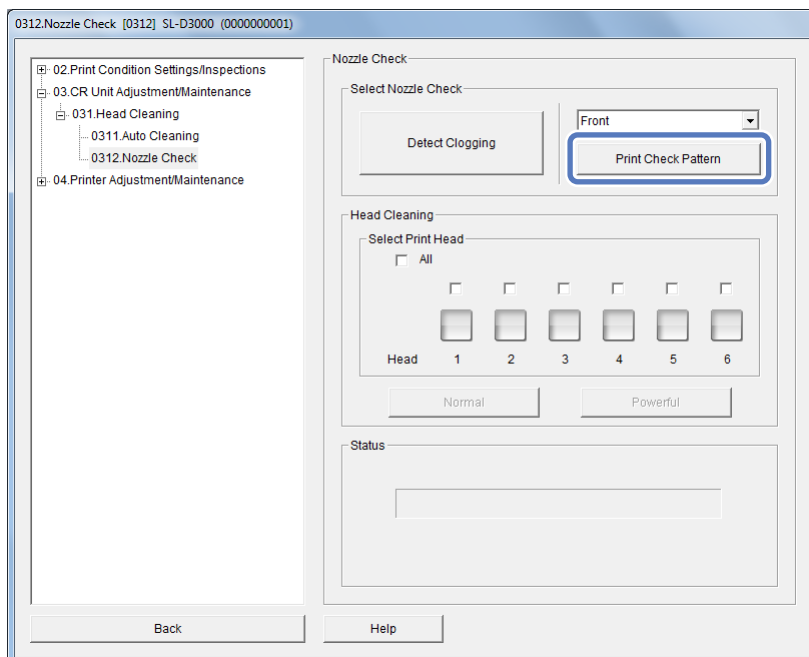 0312.Nozzle Check [0312] SL-D3000 (0000000001)
02.Print Condition Settings/Inspections
03.CR Unit Adjustment/Maintenance
031.Head Cleaning
0311.Auto Cleaning
0312.Nozzle Check
04.Printer Adjustment/Maintenance
Back
Nozzle Check
Select Nozzle Check
Detect Clogging
Front
Print Check Pattern
Head Cleaning
Select Print Head
All
Head 1 2 3 4 5 6
Normal Powerful
Status
Help